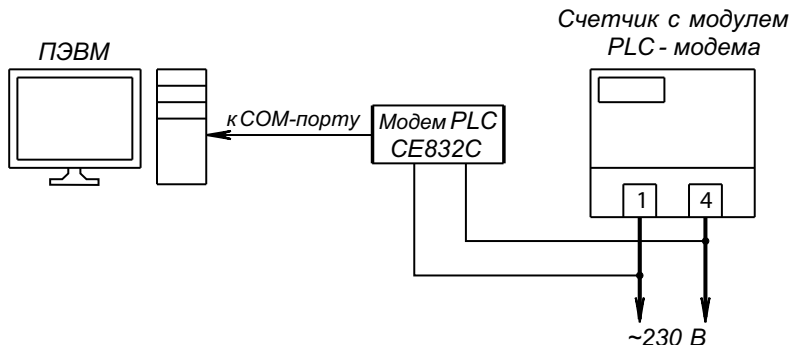 Счетчик с модулем
PLC - модема
ПЭВМ
к COM-порту
Модем PLC
CE832C
1
4
~230 В